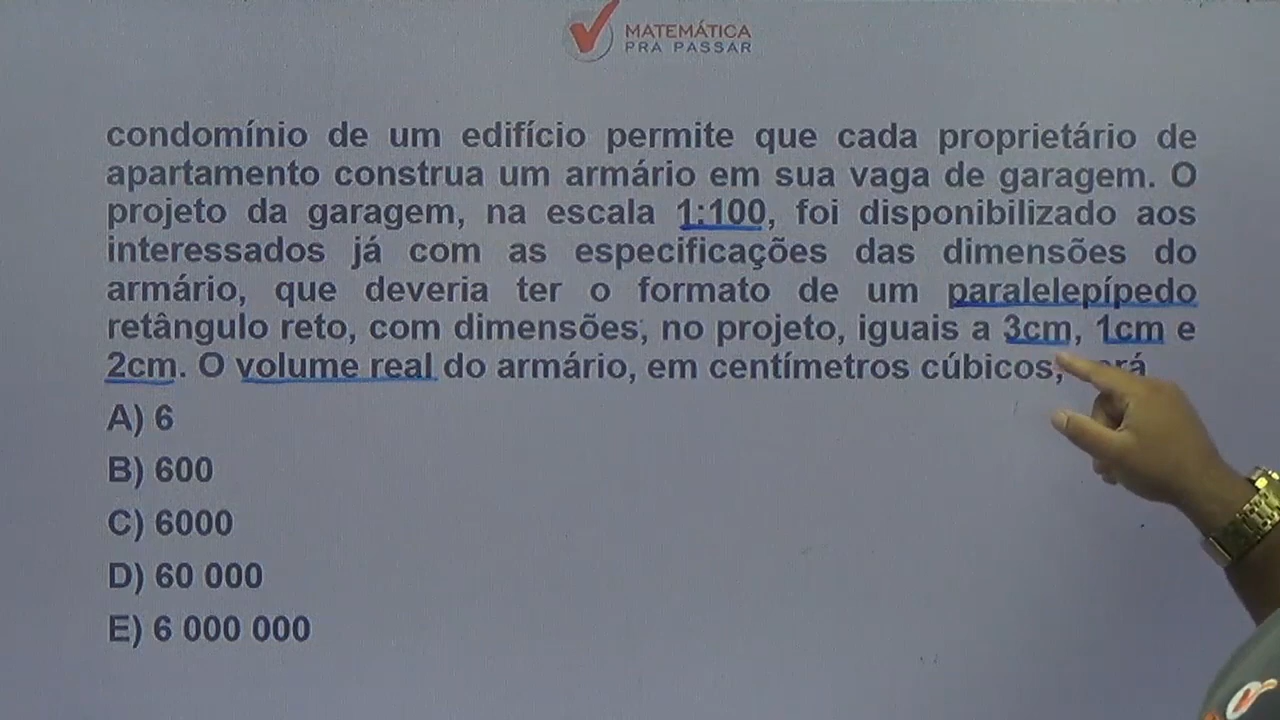 MATEMÁTICA
PRA PASSAR
condomínio de um edifício permite que cada proprietário de
apartamento construa um armário em sua vaga de garagem. O
projeto da garagem, na escala 1:100, foi disponibilizado aos
interessados já com as especificações das dimensões do
armário, que deveria ter o formato de um paralelepípedo
retângulo reto, com dimensões, no projeto, iguais a 3cm, 1cm e
2cm. O volume real do armário, em centímetros cúbicos,
A) 6
B) 600
C) 6000
D) 60 000
E) 6 000 000